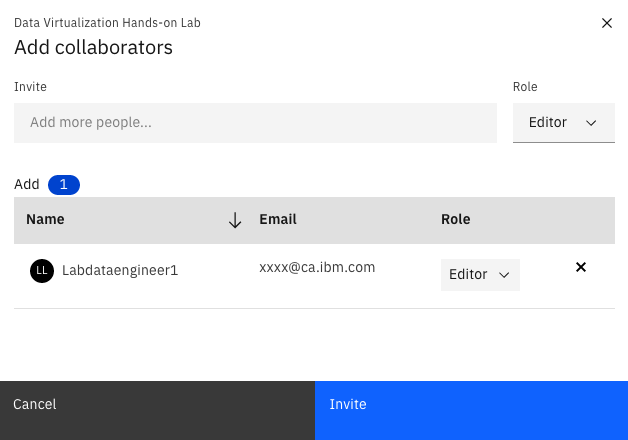 Data Virtualization Hands-on Lab
Add collaborators
Invite
Role
Add more people...
Editor
Add 1
Name Email Role
LL Labdataengineer1 xxxx@ca.ibm.com Editor
Cancel Invite